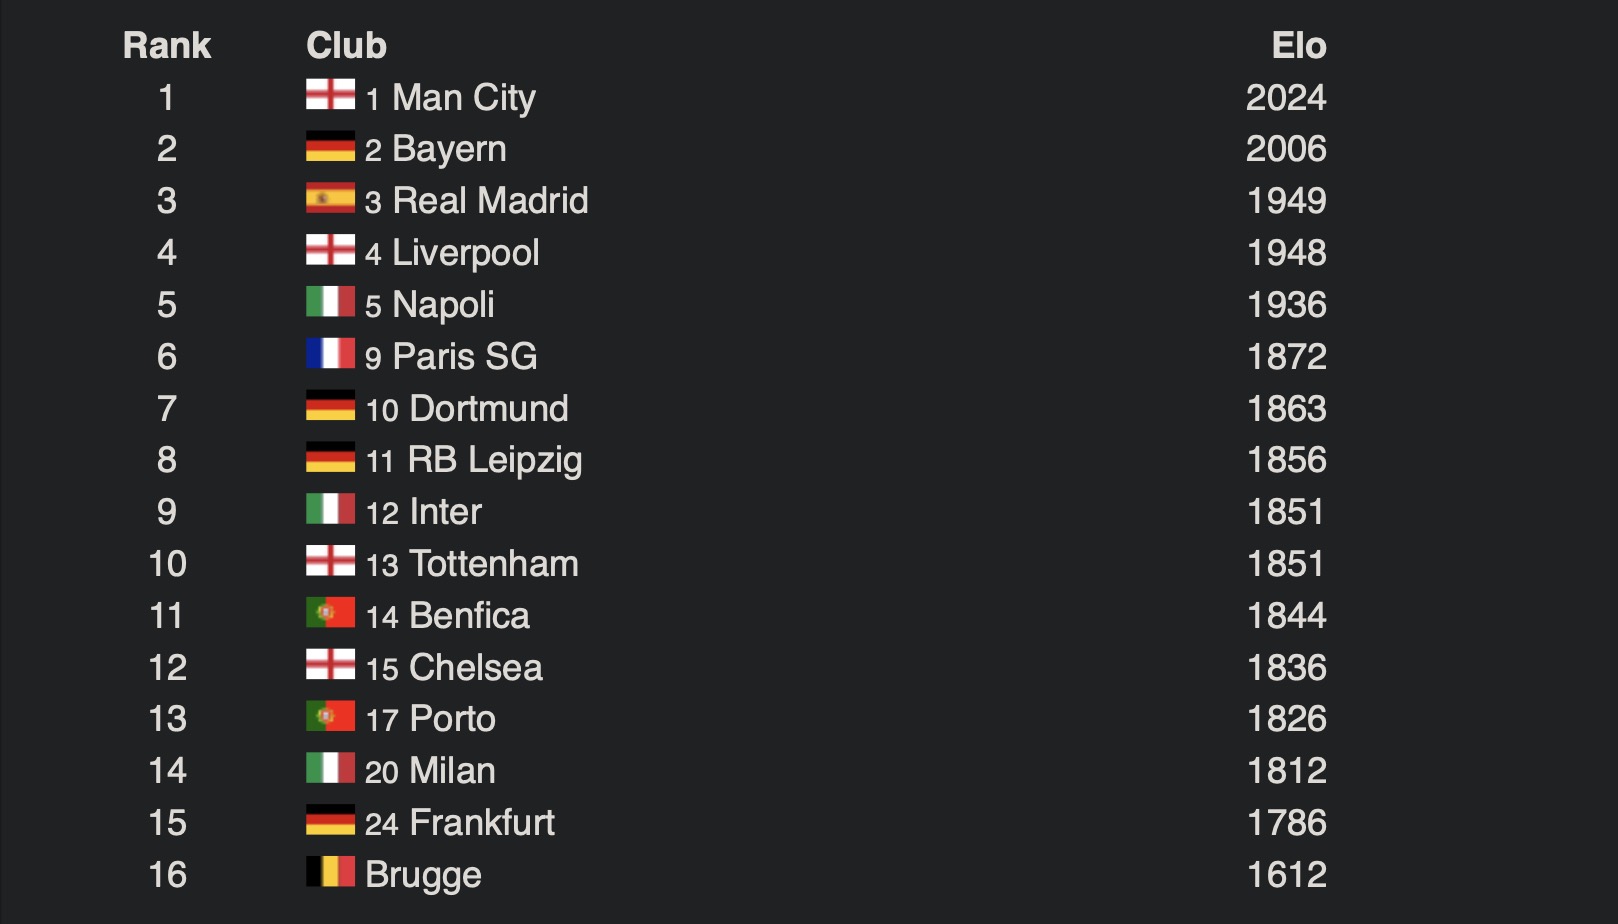 Rank Club Elo
1 1 Man City 2024
2 2 Bayern 2006
3 3 Real Madrid 1949
4 4 Liverpool 1948
5 5 Napoli 1936
6 9 Paris SG 1872
7 10 Dortmund 1863
8 11 RB Leipzig 1856
9 12 Inter 1851
10 13 Tottenham 1851
11 14 Benfica 1844
12 15 Chelsea 1836
13 17 Porto 1826
14 20 Milan 1812
15 24 Frankfurt 1786
16 Brugge 1612